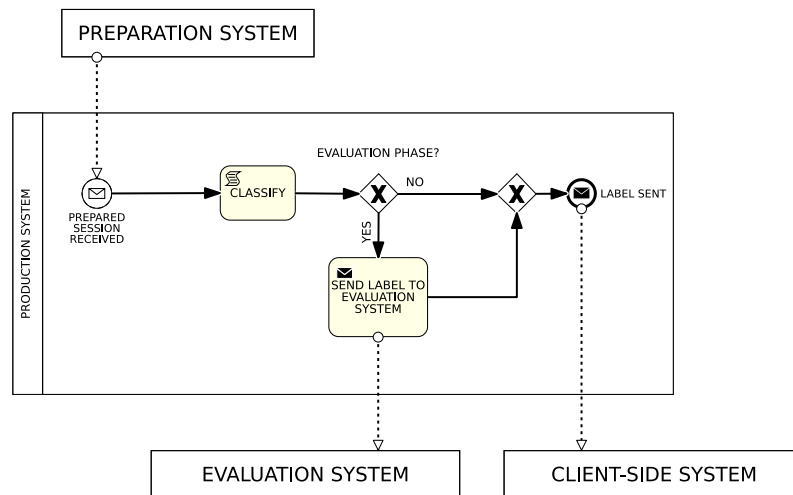 PREPARATION SYSTEM
PRODUCTION SYSTEM
EVALUATION PHASE?
PREPARED
SESSION
RECEIVED
CLASSIFY
NO
YES
LABEL SENT
SEND LABEL TO
EVALUATION
SYSTEM
EVALUATION SYSTEM
CLIENT-SIDE SYSTEM